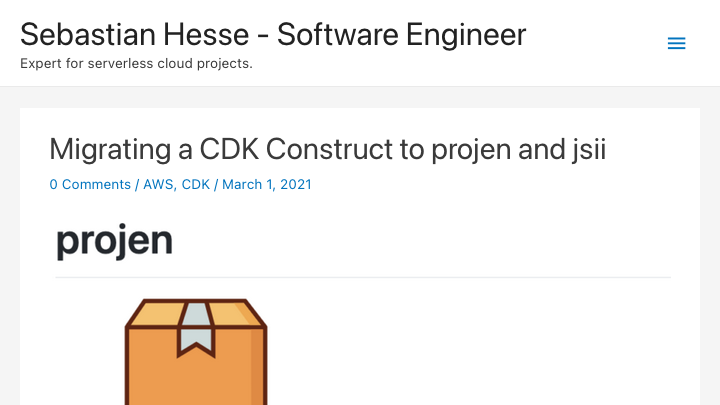 Sebastian Hesse - Software Engineer
Expert for serverless cloud projects.
Migrating a CDK Construct to projen and jsii
0 Comments / AWS, CDK / March 1, 2021
projen